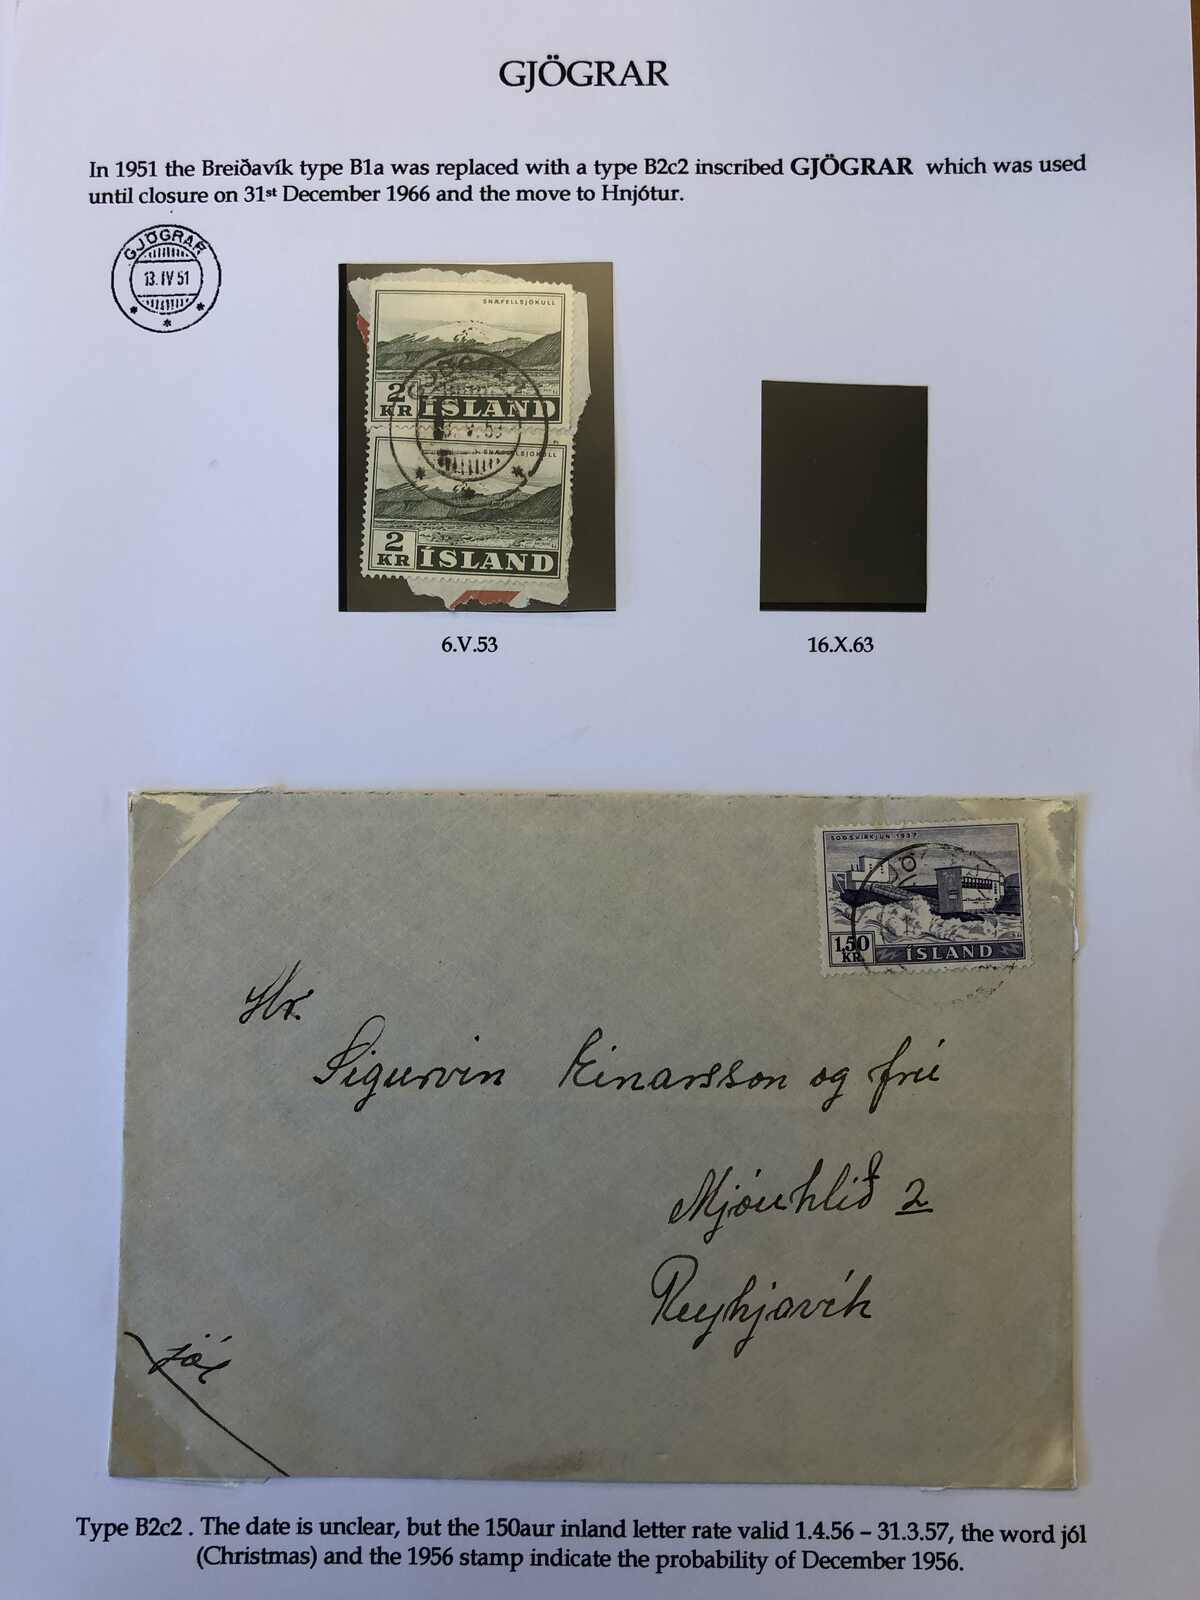 GJÖGRAR
In 1951 the Breiðavík type B1a was replaced with a type B2c2 inscribed GJÖGRAR which was used
until closure on 31st December 1966 and the move to Hnjótur.
GJÖGRAR
13.IV 51
SNÆFELLSJÖKULL
2
KR ÍSLAND
V.53
SNÆFELLSJÖKULL
2
KR ÍSLAND
6.V.53
16.X.63
SOGSVIRKJUN 1937
1,50
KR. ÍSLAND
Hr.
Sigurvin Einarsson og frú
Mjóuhlið 2
Reykjavík
jól
Type B2c2 . The date is unclear, but the 150aur inland letter rate valid 1.4.56 – 31.3.57, the word jól
(Christmas) and the 1956 stamp indicate the probability of December 1956.